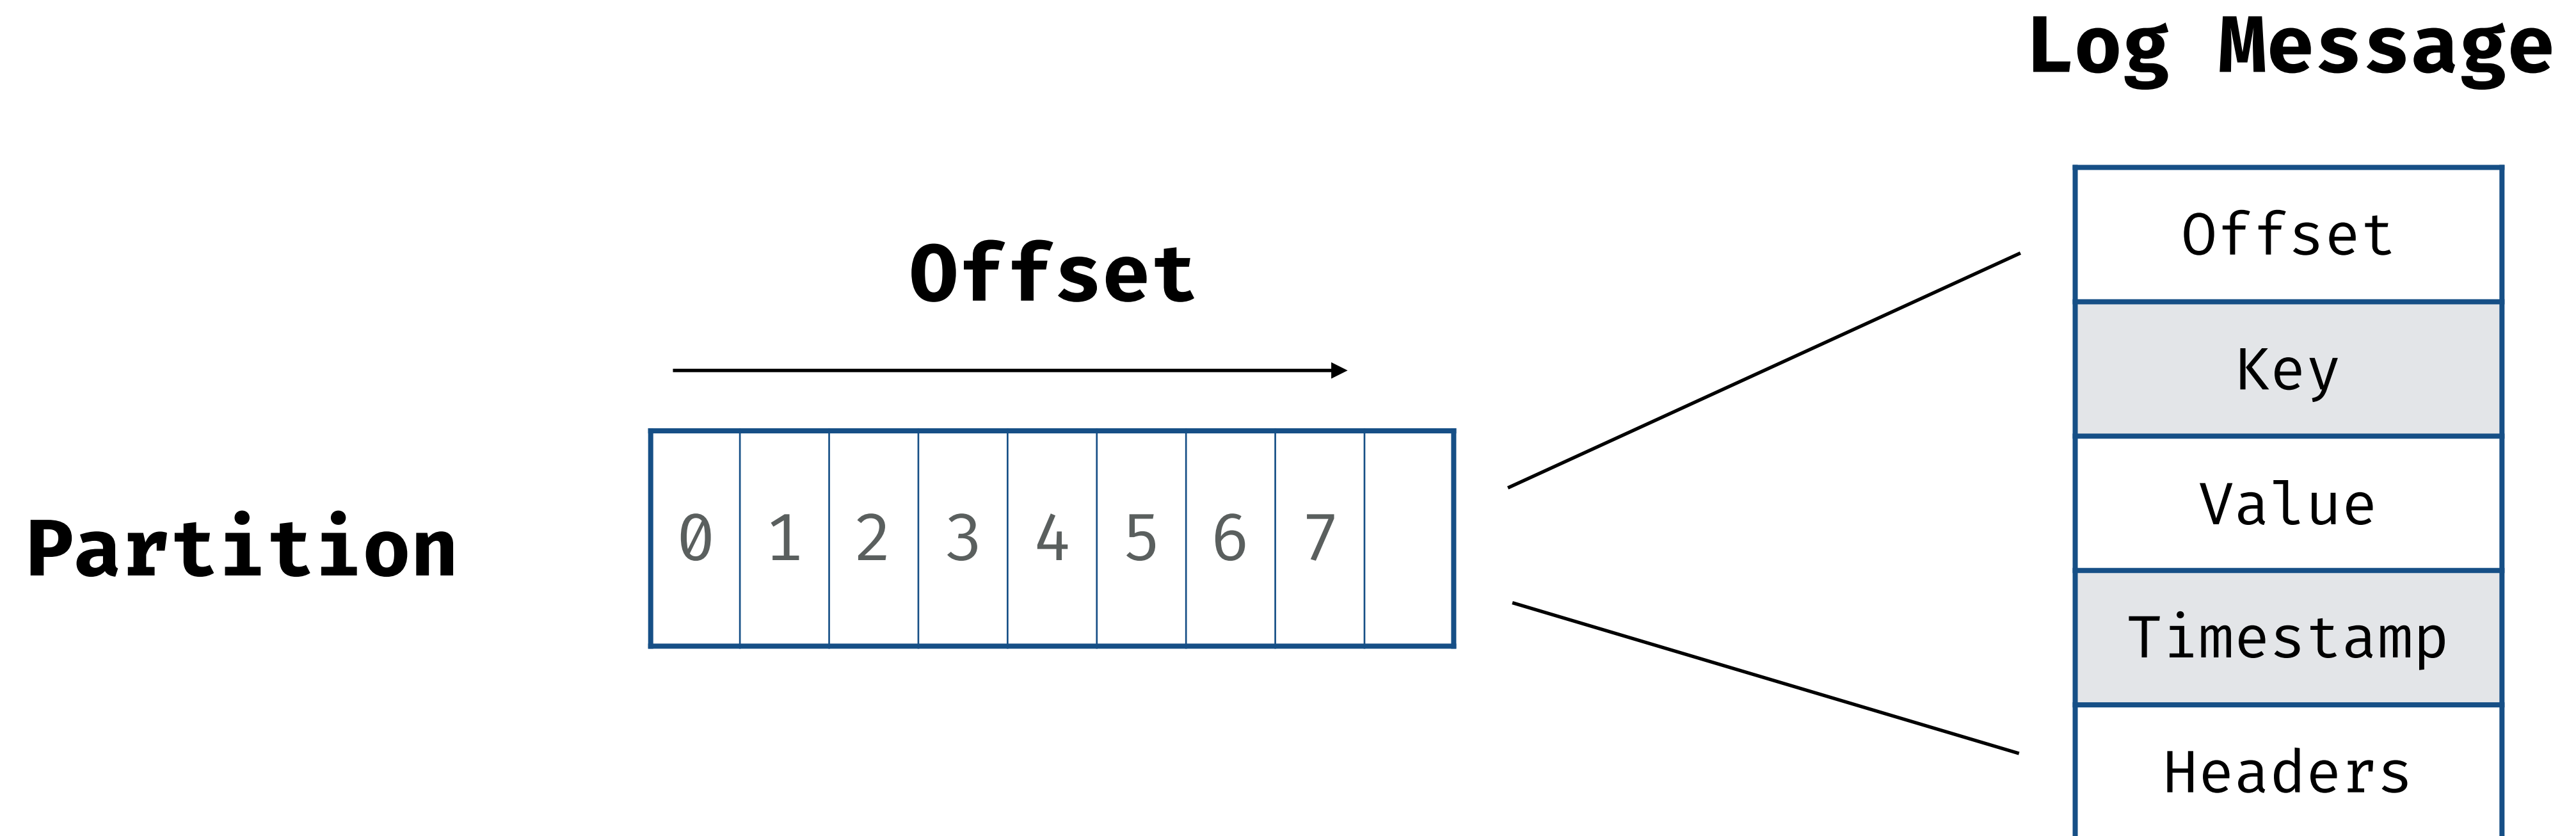 Log Message
Offset
Partition
0 1 2 3 4 5 6 7
Offset
Key
Value
Timestamp
Headers